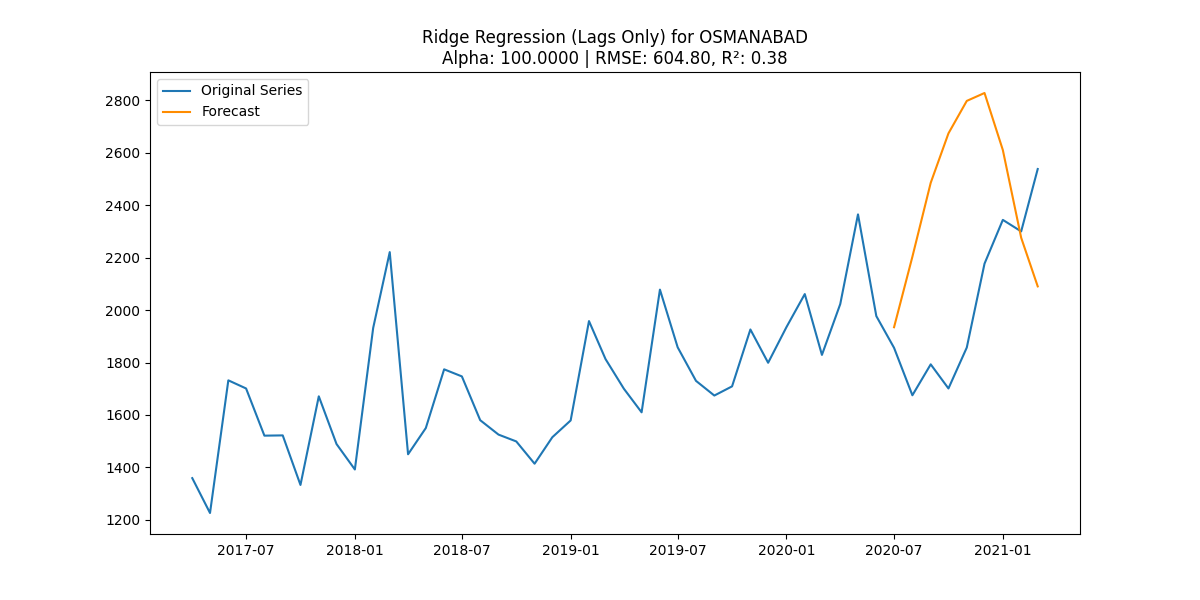 Ridge Regression (Lags Only) for OSMANABAD
Alpha: 100.0000 | RMSE: 604.80, R²: 0.38
Original Series
Forecast
2800
2600
2400
2200
2000
1800
1600
1400
1200
2017-07 2018-01 2018-07 2019-01 2019-07 2020-01 2020-07 2021-01